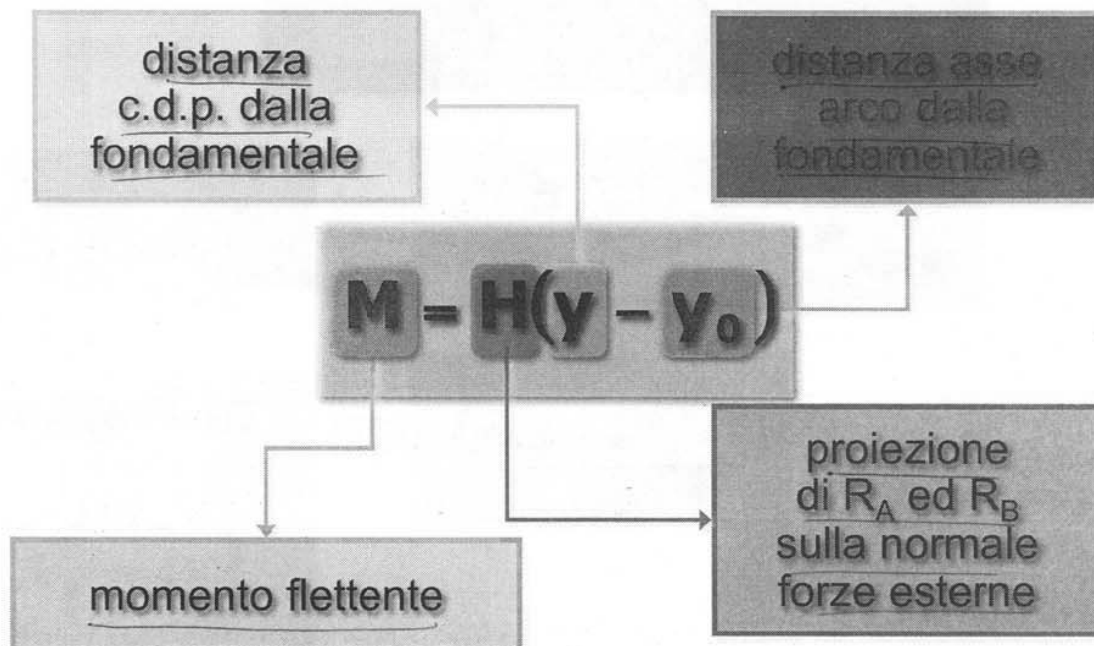 distanza
c.d.p. dalla
fondamentale
distanza asse
arco dalla
fondamentale
M = H(y – y₀)
proiezione
di R_A ed R_B
sulla normale
forze esterne
momento flettente